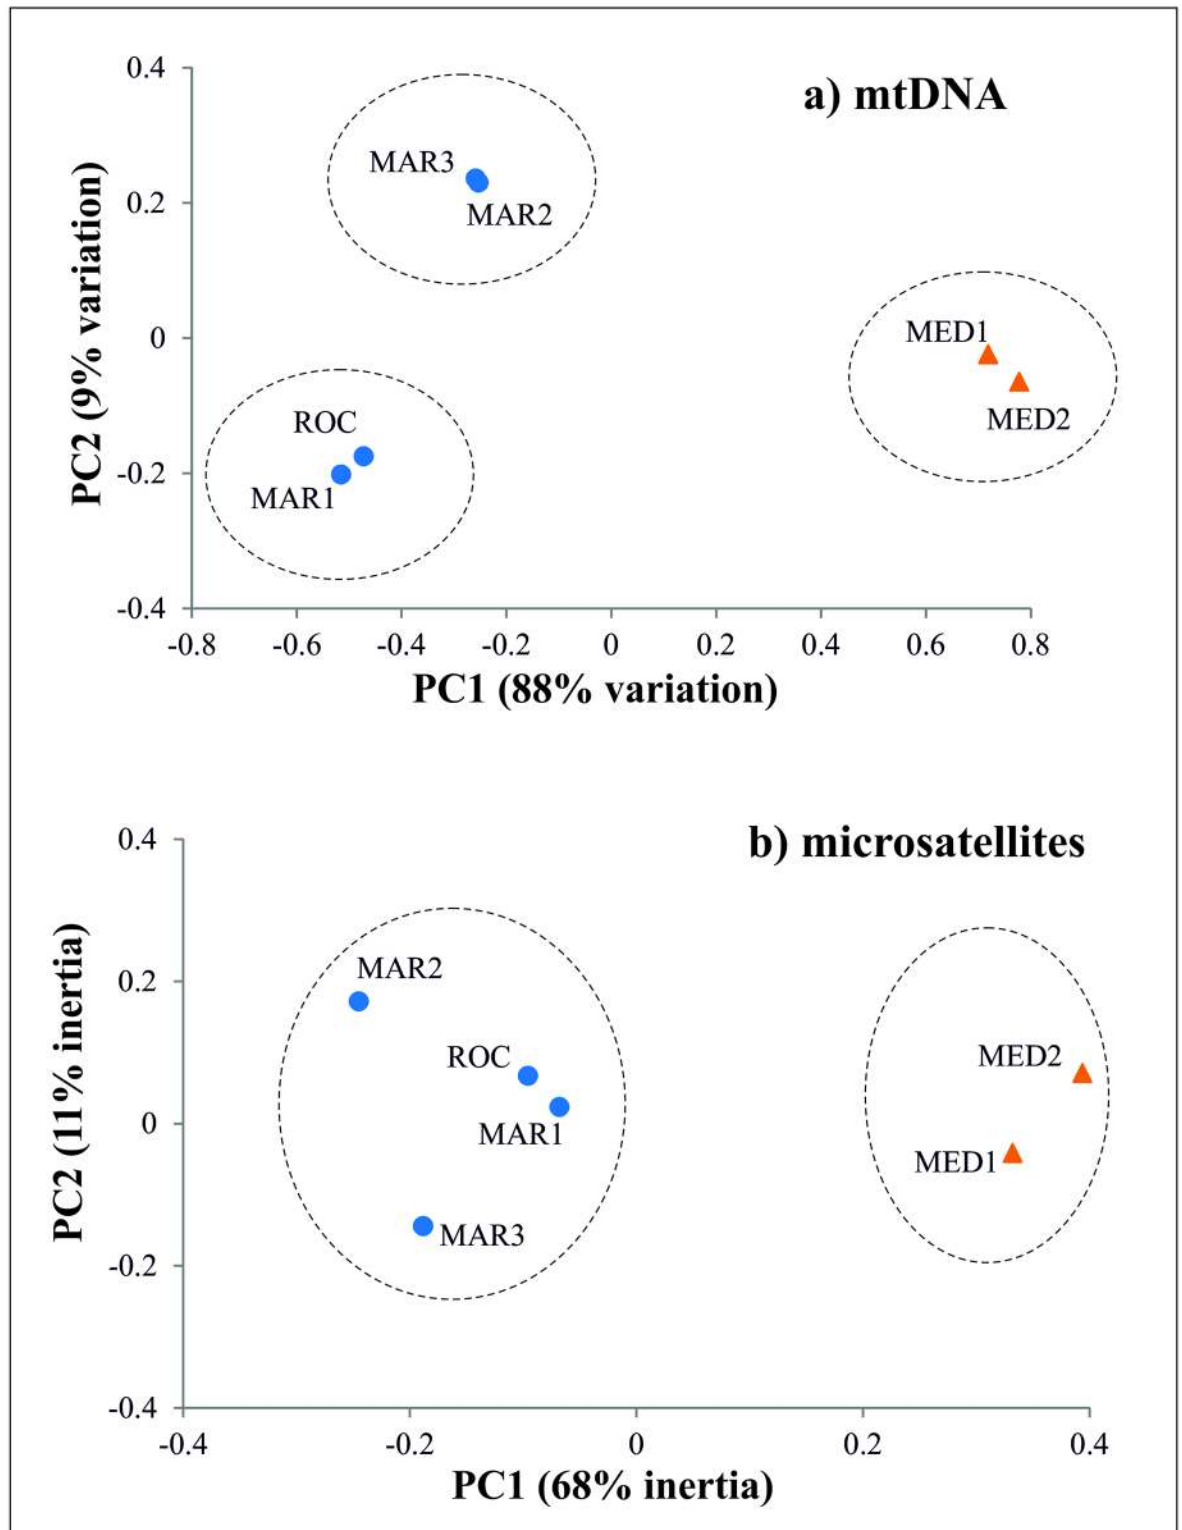 a) mtDNA
PC2 (9% variation)
0.4
0.2
0
-0.2
-0.4
MAR3
MAR2
MED1
MED2
ROC
MAR1
-0.8 -0.6 -0.4 -0.2 0 0.2 0.4 0.6 0.8
PC1 (88% variation)
b) microsatellites
PC2 (11% inertia)
0.4
0.2
0
-0.2
-0.4
MAR2
ROC
MED2
MAR1
MED1
MAR3
-0.4 -0.2 0 0.2 0.4
PC1 (68% inertia)